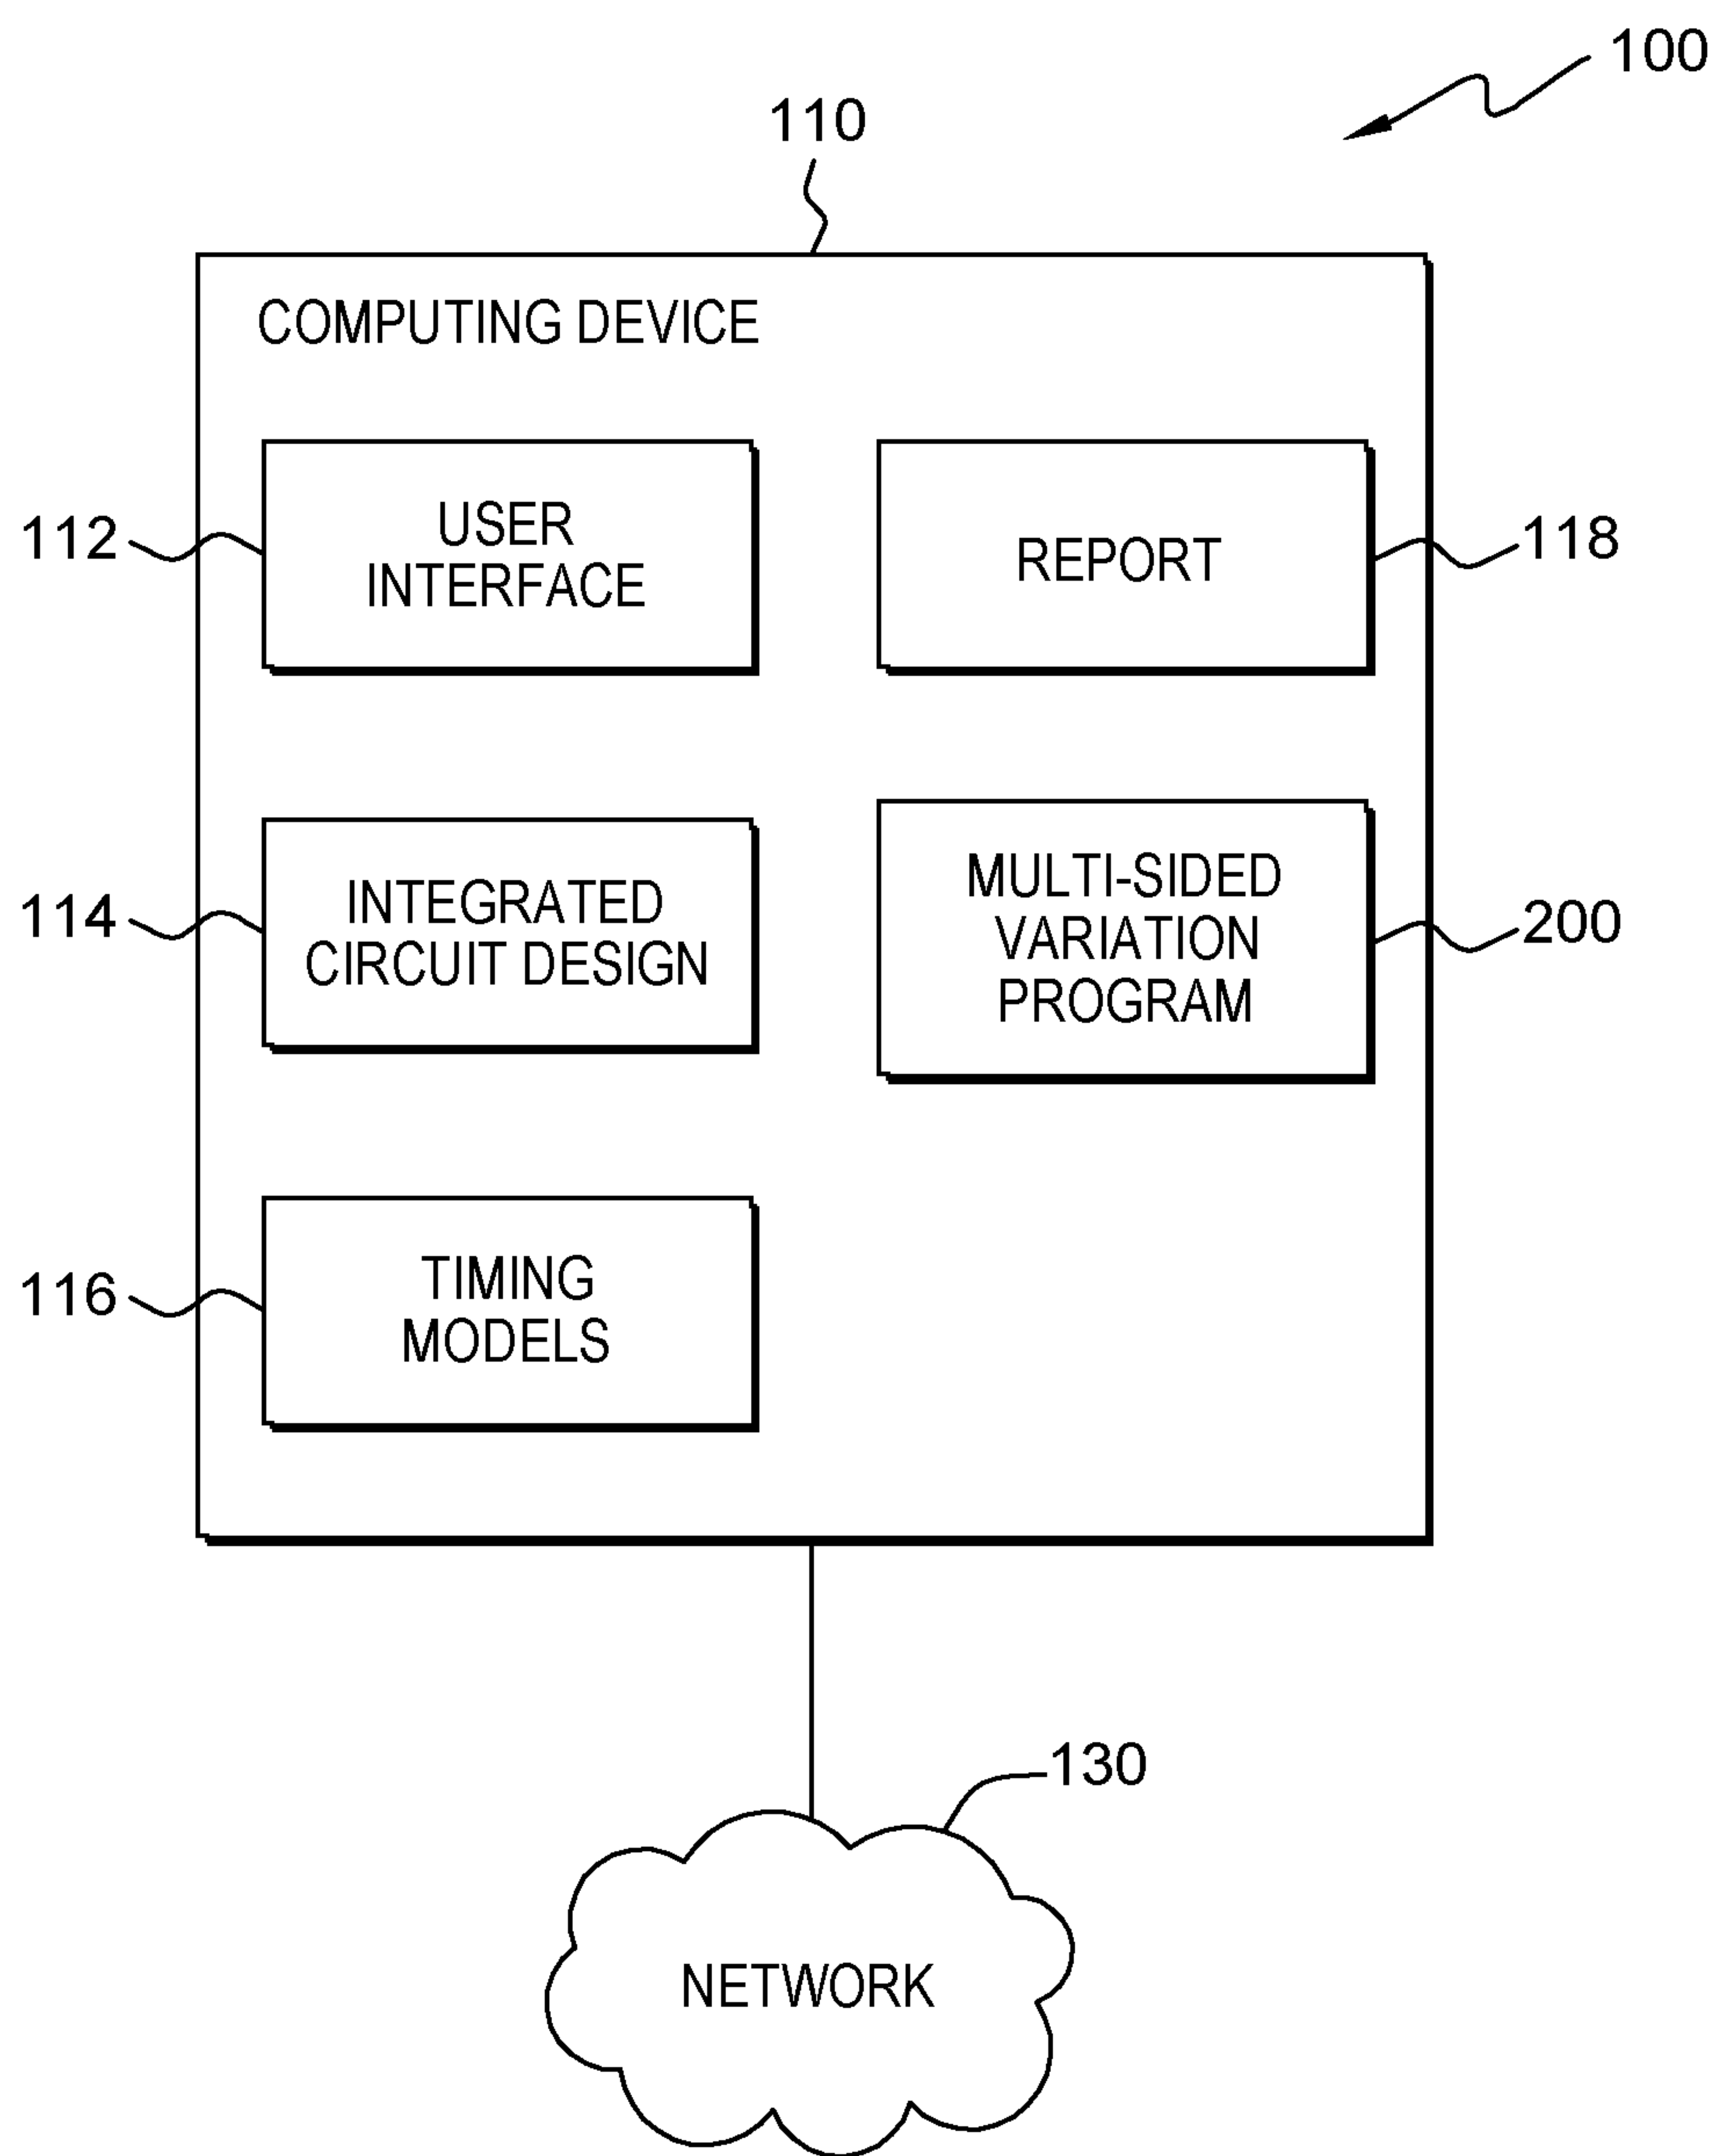 100
110
COMPUTING DEVICE
112
USER
INTERFACE
REPORT
118
114
INTEGRATED
CIRCUIT DESIGN
MULTI-SIDED
VARIATION
PROGRAM
200
116
TIMING
MODELS
130
NETWORK